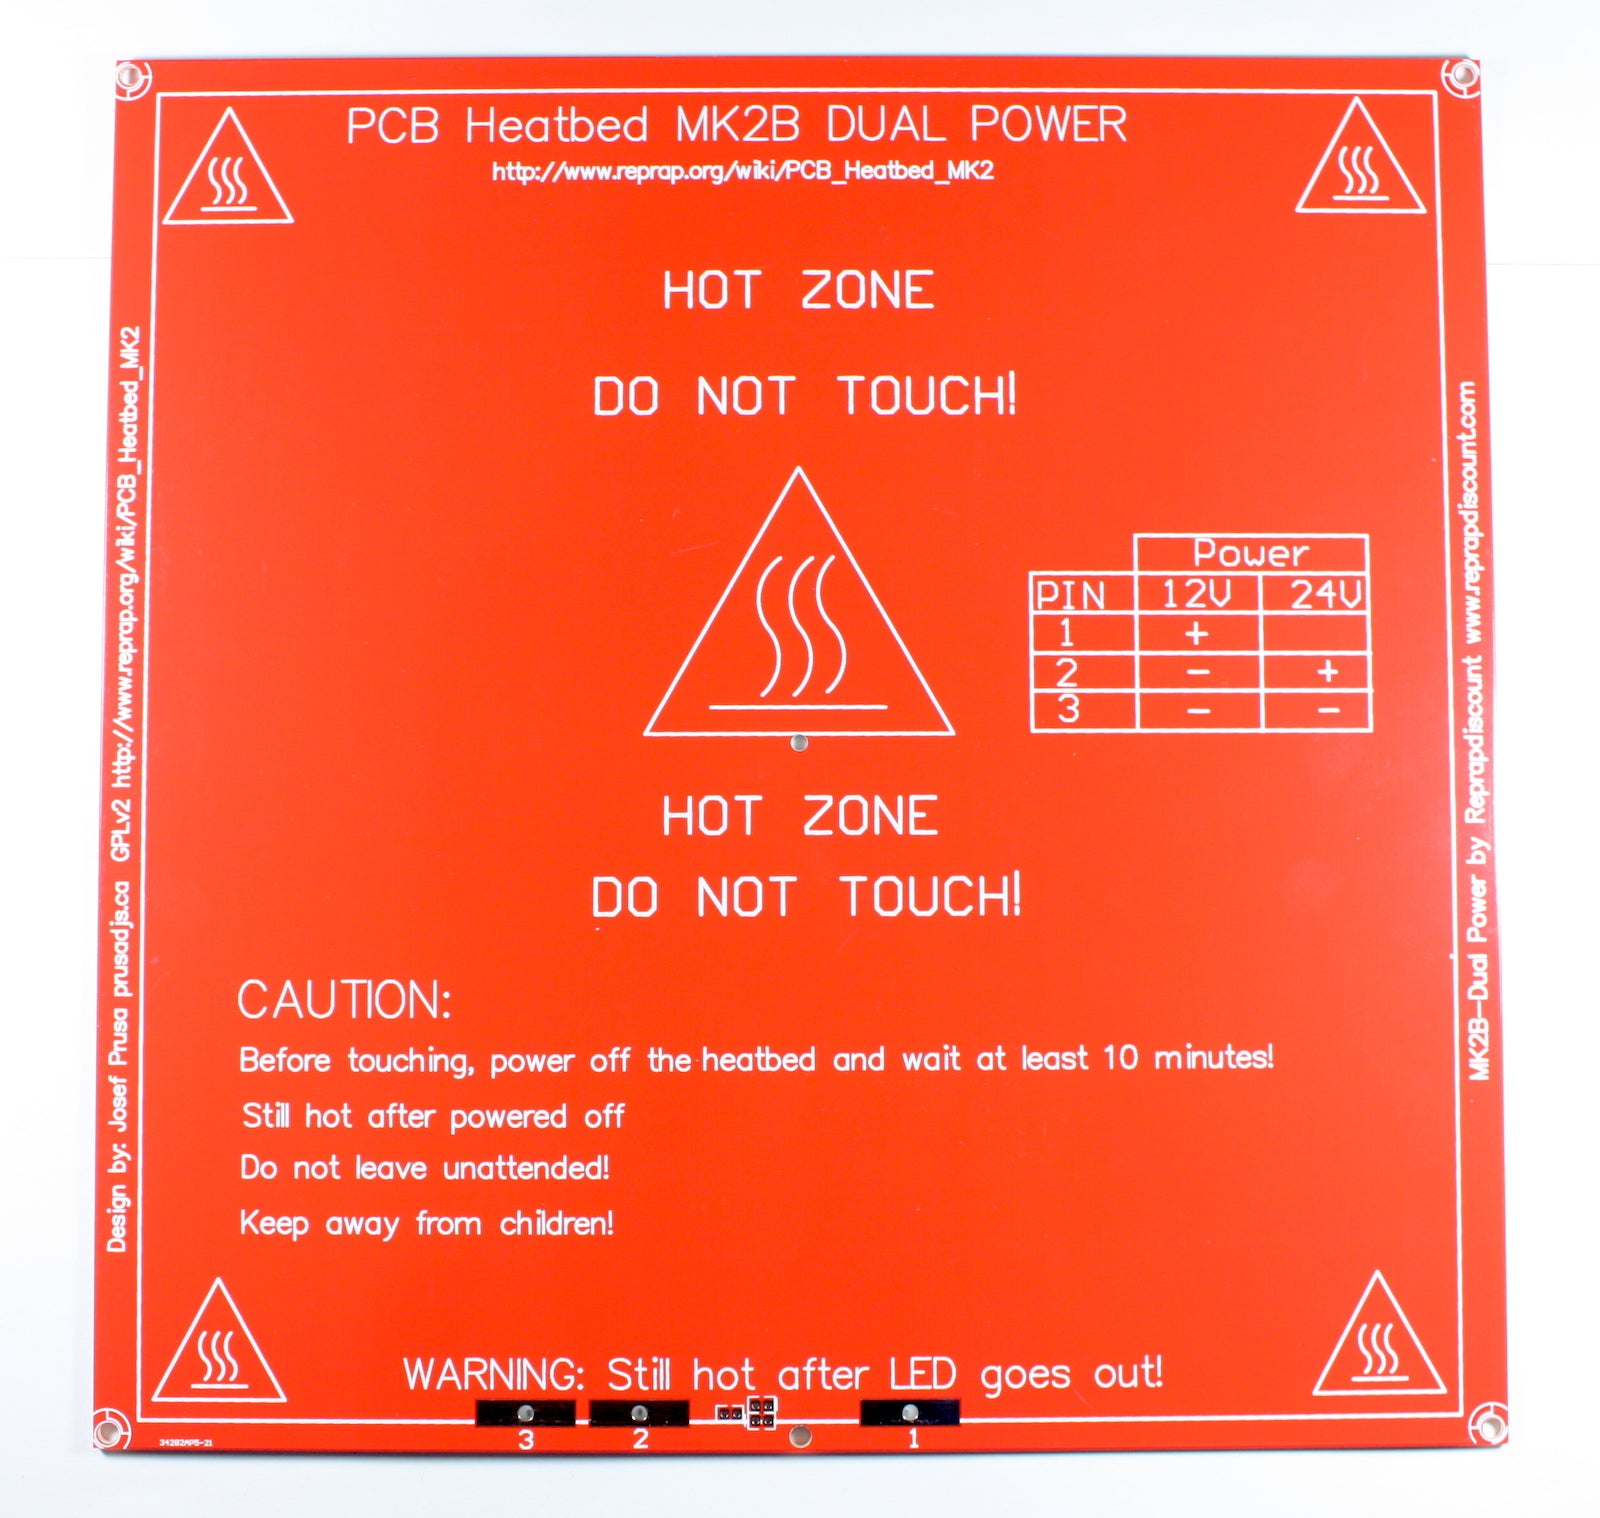 PCB Heatbed MK2B DUAL POWER
http://www.reprap.org/wiki/PCB_Heatbed_MK2
HOT ZONE
DO NOT TOUCH!
Power
PIN 12V 24V
1 +
2 - +
3 - -
HOT ZONE
DO NOT TOUCH!
CAUTION:
Before touching, power off the heatbed and wait at least 10 minutes!
Still hot after powered off
Do not leave unattended!
Keep away from children!
WARNING: Still hot after LED goes out!
3 2 1
34282AP5-21
Design by: Josef Prusa prusadjs.ca GPLv2 http://www.reprap.org/wiki/PCB_Heatbed_MK2
MK2B-Dual Power by Reprapdiscount www.reprapdiscount.com